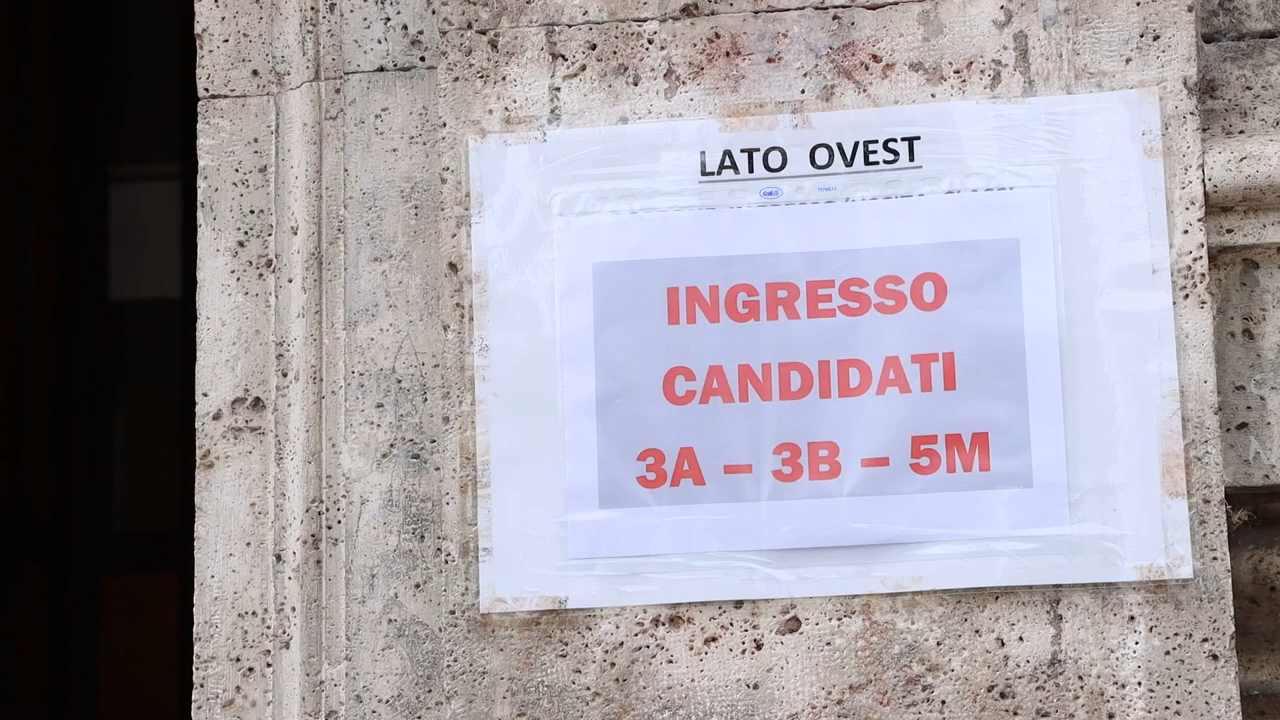 LATO OVEST
INGRESSO
CANDIDATI
3A – 3B – 5M